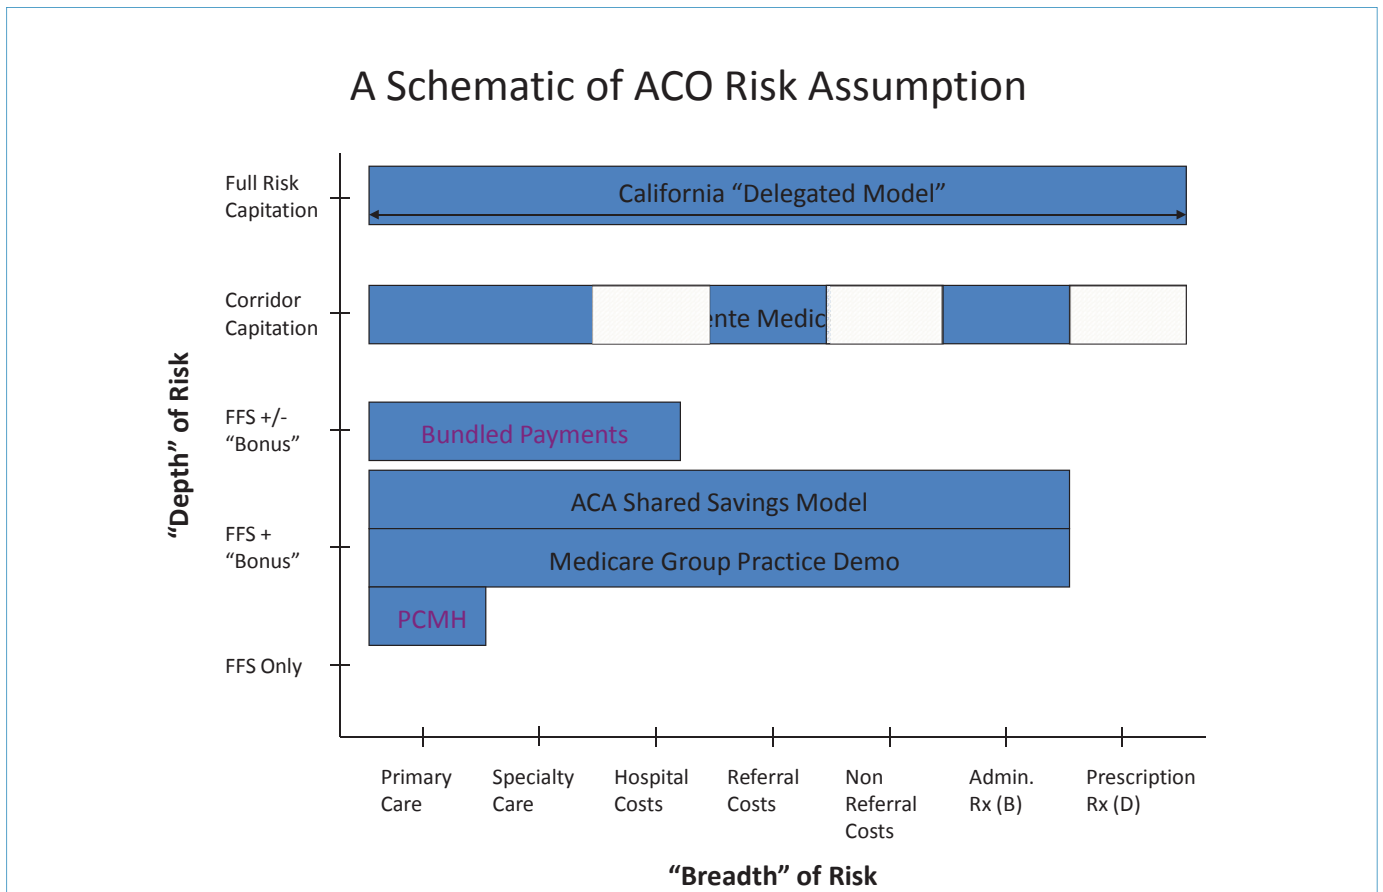 A Schematic of ACO Risk Assumption
Full Risk
Capitation
California “Delegated Model”
Corridor
Capitation
ente Medic
“Depth” of Risk
FFS +/-
“Bonus”
Bundled Payments
ACA Shared Savings Model
FFS +
“Bonus”
Medicare Group Practice Demo
PCMH
FFS Only
Primary
Care
Specialty
Care
Hospital
Costs
Referral
Costs
Non
Referral
Costs
Admin.
Rx (B)
Prescription
Rx (D)
“Breadth” of Risk